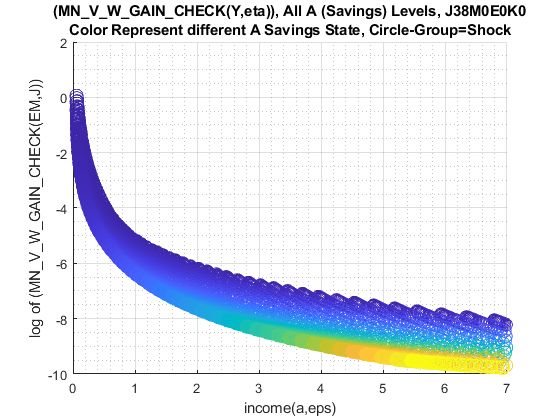 (MN_V_W_GAIN_CHECK(Y,eta)), All A (Savings) Levels, J38M0E0K0
Color Represent different A Savings State, Circle-Group=Shock
log of (MN_V_W_GAIN_CHECK(EM,J))
2
0
-2
-4
-6
-8
-10
0 1 2 3 4 5 6 7
income(a,eps)